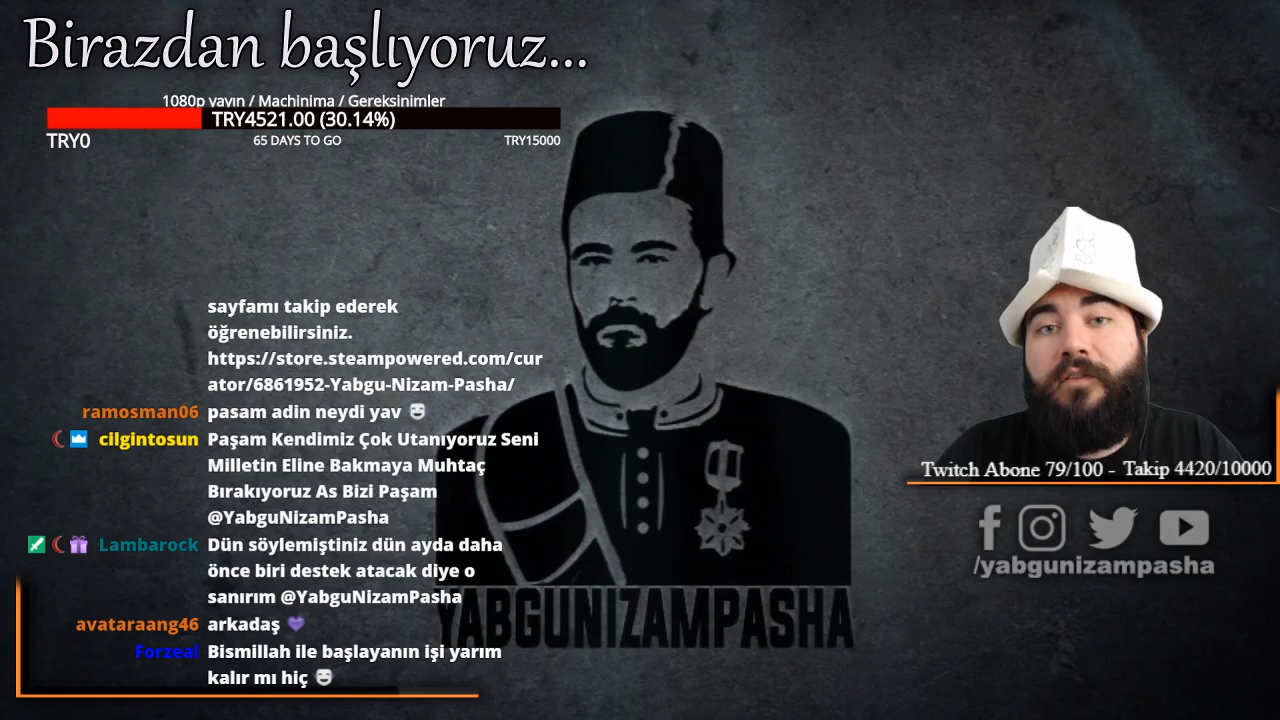 Birazdan başlıyoruz...
1080p yayın / Machinima / Gereksinimler
TRY4521.00 (30.14%)
TRY0
65 DAYS TO GO
TRY15000
sayfamı takip ederek
öğrenebilirsiniz.
https://store.steampowered.com/cur
ator/6861952-Yabgu-Nizam-Pasha/
ramosman06 pasam adin neydi yav
cilgintosun Paşam Kendimiz Çok Utanıyoruz Seni
Milletin Eline Bakmaya Muhtaç
Bırakıyoruz As Bizi Paşam
@YabguNizamPasha
Lambarock Dün söylemiştiniz dün ayda daha
önce biri destek atacak diye o
sanırım @YabguNizamPasha
avataraang46 arkadaş 💜
Forzeal Bismillah ile başlayanın işi yarım
kalır mı hiç
YABGUNIZAMPASHA
Twitch Abone 79/100 - Takip 4420/10000
/yabgunizampasha